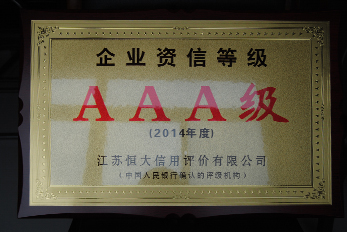 企业资信等级
AAA级
(2014年度)
江苏恒大信用评价有限公司
(中国人民银行确认的评级机构)